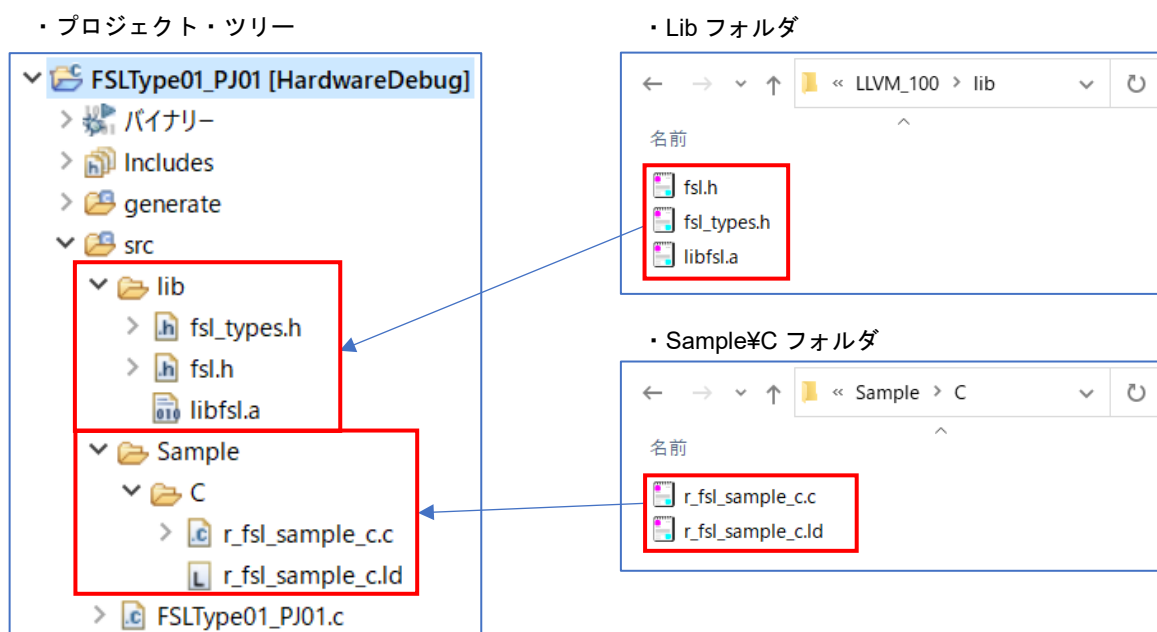 ・プロジェクト・ツリー
FSLType01_PJ01 [HardwareDebug]
バイナリー
Includes
generate
src
lib
fsl_types.h
fsl.h
libfsl.a
Sample
C
r_fsl_sample_c.c
r_fsl_sample_c.ld
FSLType01_PJ01.c
・Lib フォルダ
« LLVM_100 > lib
名前
fsl.h
fsl_types.h
libfsl.a
・Sample¥C フォルダ
« Sample > C
名前
r_fsl_sample_c.c
r_fsl_sample_c.ld